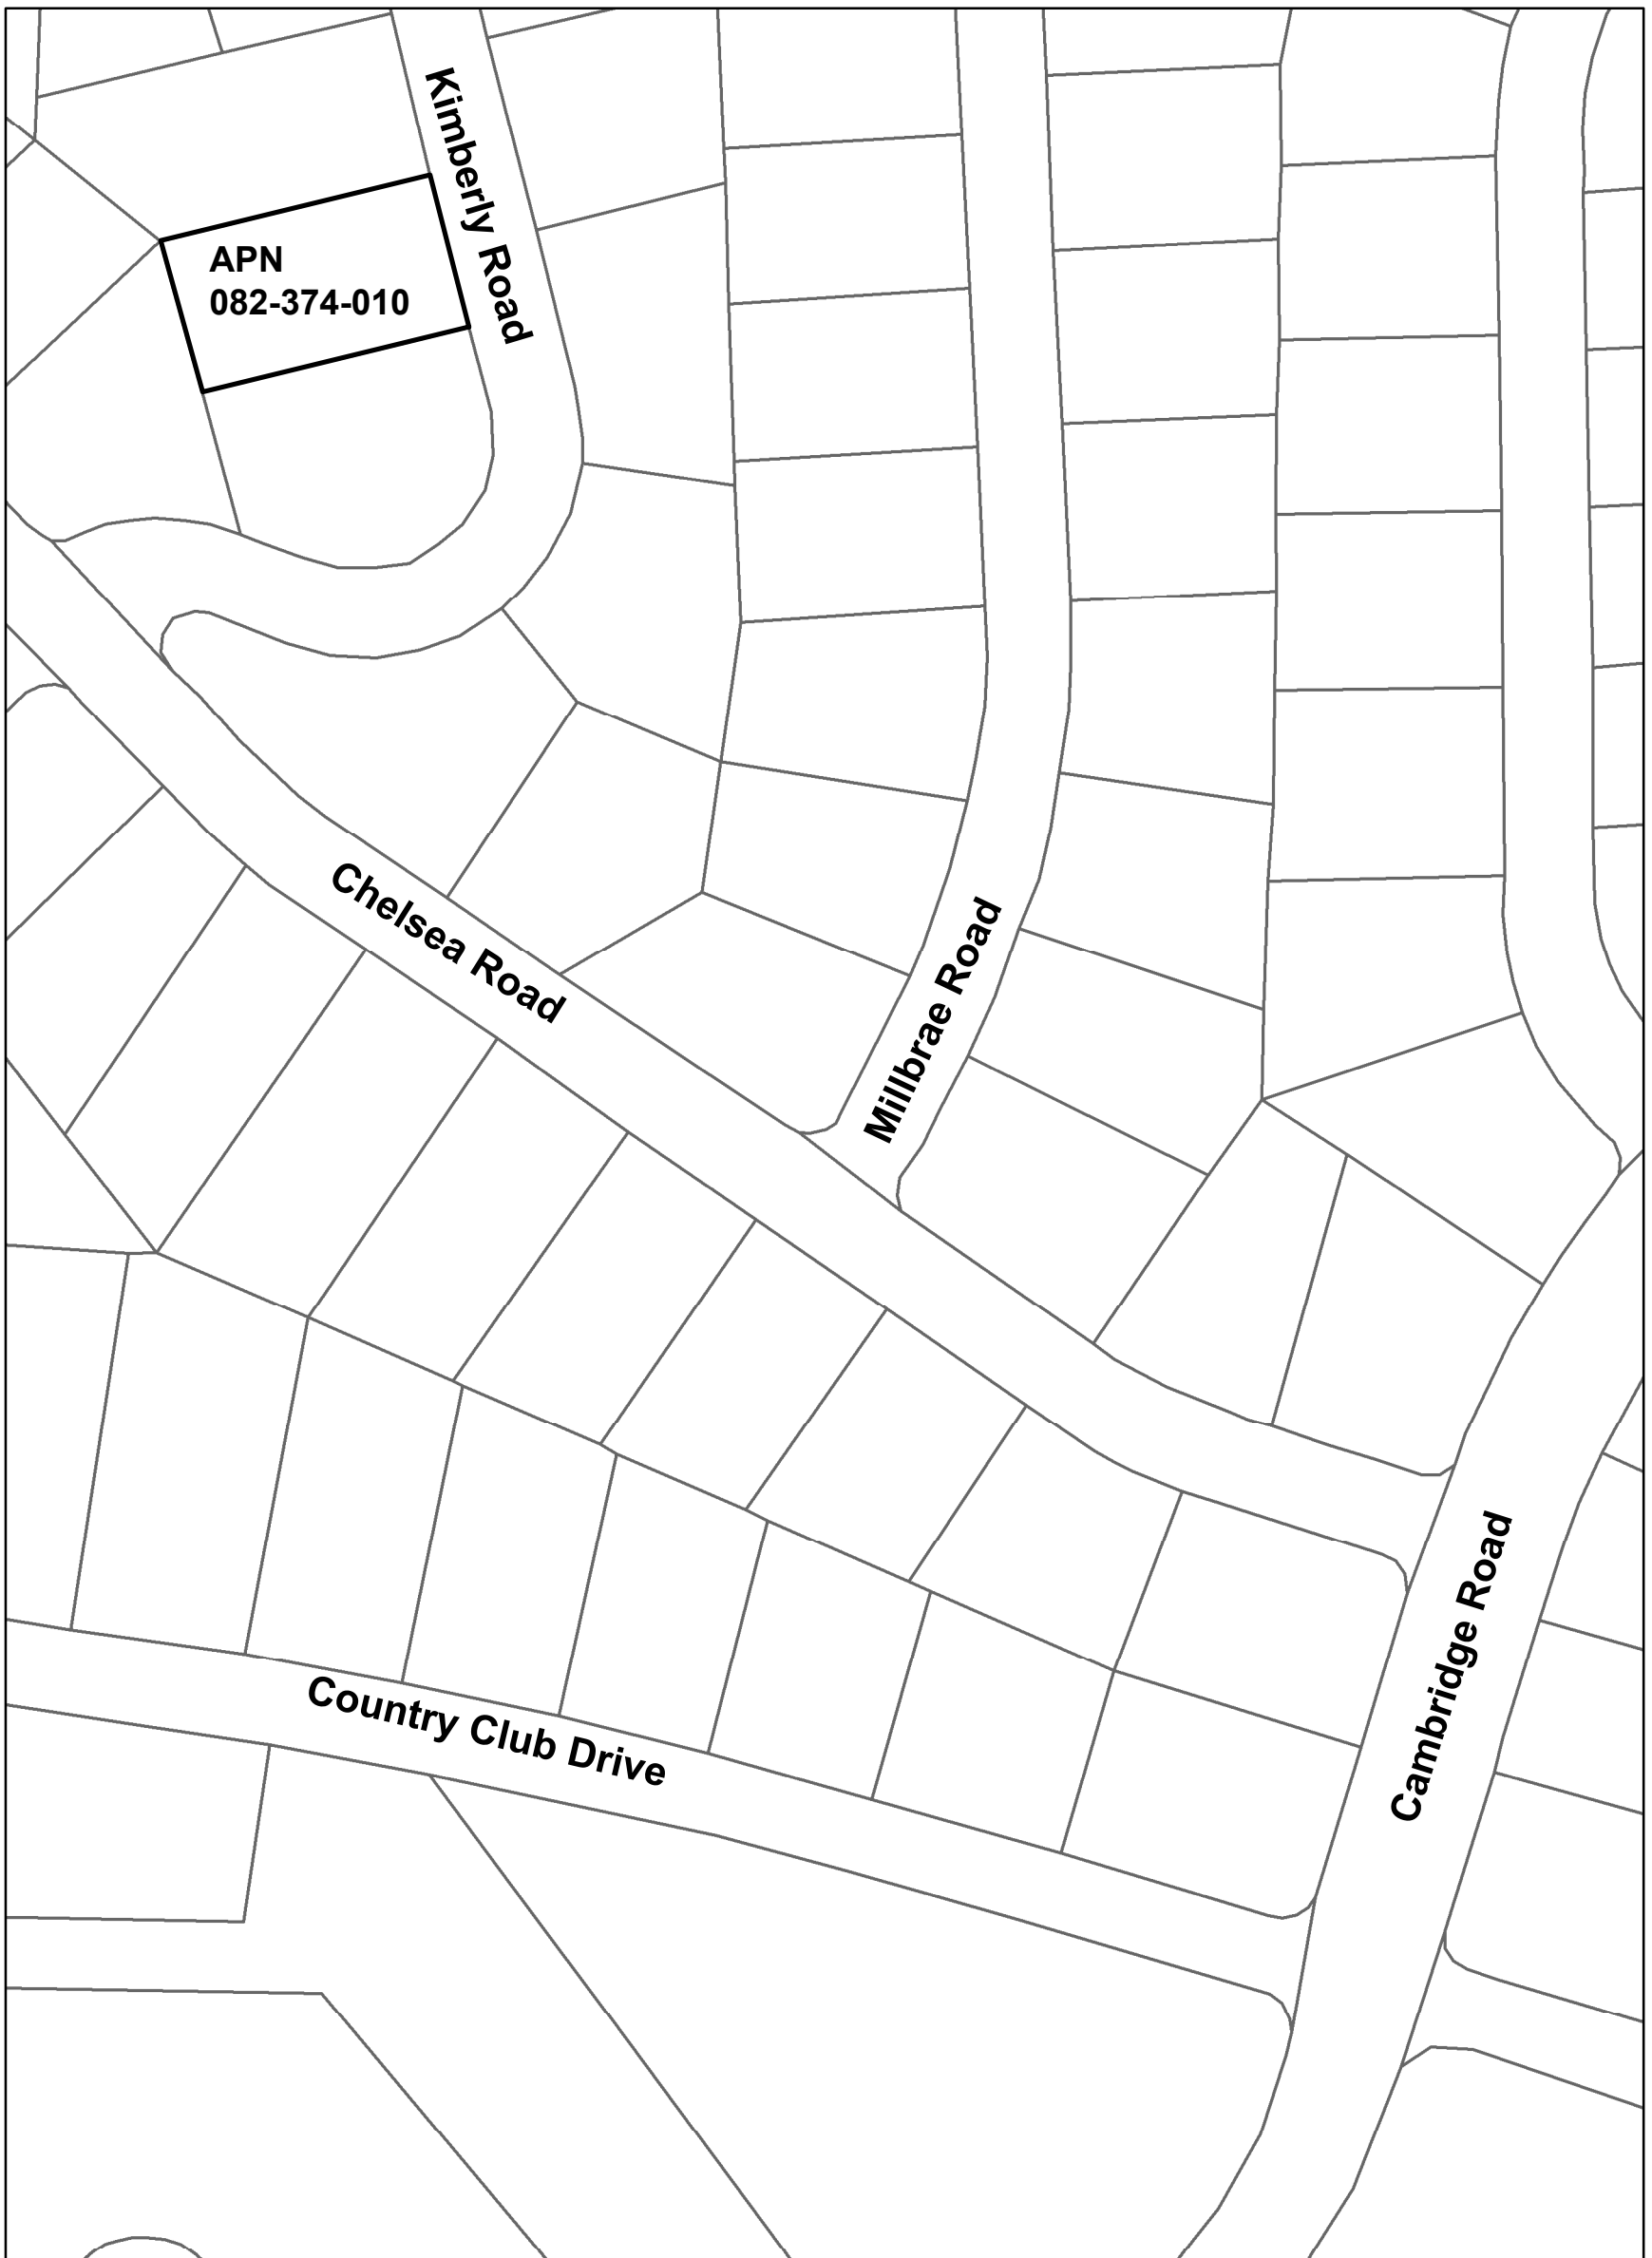 Kimberly Road
APN
082-374-010
Chelsea Road
Millbrae Road
Cambridge Road
Country Club Drive